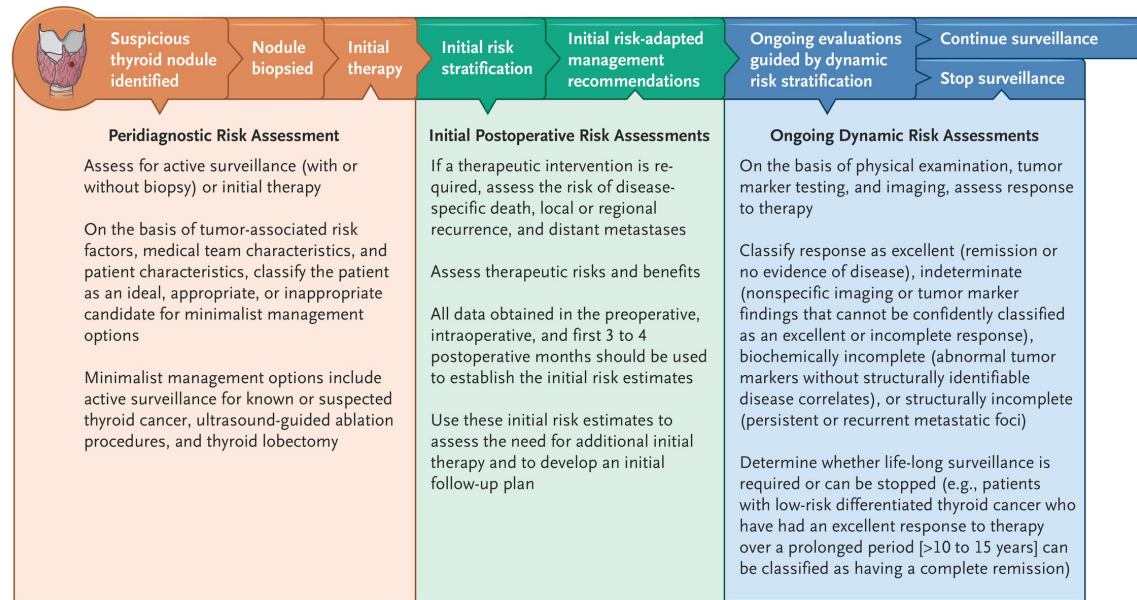 Suspicious
thyroid nodule
identified
Nodule
biopsied
Initial
therapy
Initial risk
stratification
Initial risk-adapted
management
recommendations
Ongoing evaluations
guided by dynamic
risk stratification
Continue surveillance
Stop surveillance
Peridiagnostic Risk Assessment
Assess for active surveillance (with or
without biopsy) or initial therapy
On the basis of tumor-associated risk
factors, medical team characteristics, and
patient characteristics, classify the patient
as an ideal, appropriate, or inappropriate
candidate for minimalist management
options
Minimalist management options include
active surveillance for known or suspected
thyroid cancer, ultrasound-guided ablation
procedures, and thyroid lobectomy
Initial Postoperative Risk Assessments
If a therapeutic intervention is re-
quired, assess the risk of disease-
specific death, local or regional
recurrence, and distant metastases
Assess therapeutic risks and benefits
All data obtained in the preoperative,
intraoperative, and first 3 to 4
postoperative months should be used
to establish the initial risk estimates
Use these initial risk estimates to
assess the need for additional initial
therapy and to develop an initial
follow-up plan
Ongoing Dynamic Risk Assessments
On the basis of physical examination, tumor
marker testing, and imaging, assess response
to therapy
Classify response as excellent (remission or
no evidence of disease), indeterminate
(nonspecific imaging or tumor marker
findings that cannot be confidently classified
as an excellent or incomplete response),
biochemically incomplete (abnormal tumor
markers without structurally identifiable
disease correlates), or structurally incomplete
(persistent or recurrent metastatic foci)
Determine whether life-long surveillance is
required or can be stopped (e.g., patients
with low-risk differentiated thyroid cancer who
have had an excellent response to therapy
over a prolonged period [>10 to 15 years] can
be classified as having a complete remission)